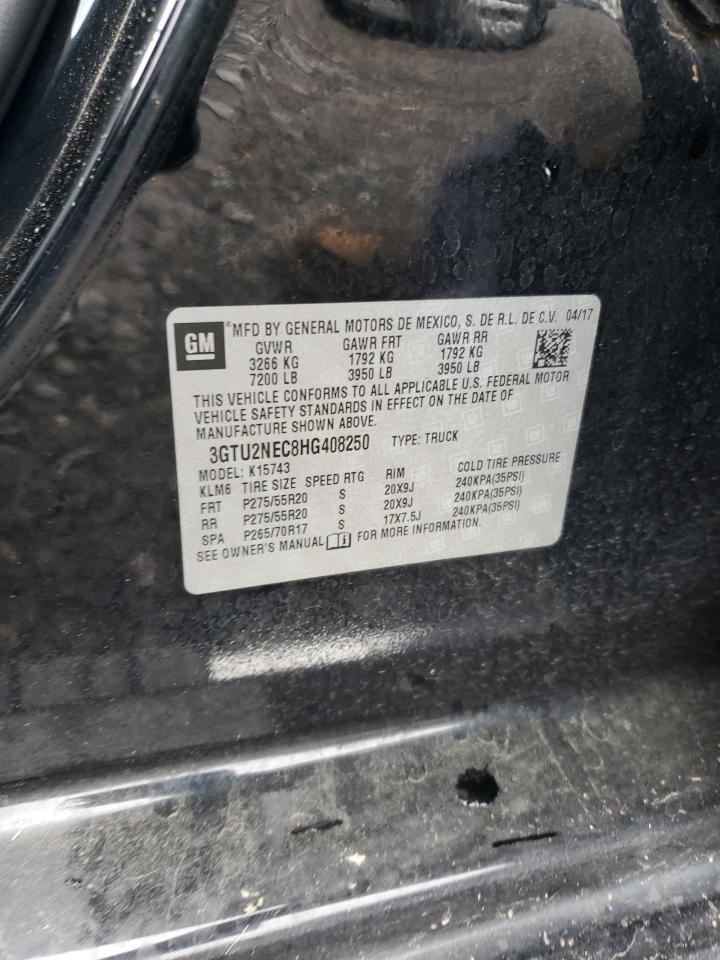 GM
® MFD BY GENERAL MOTORS DE MEXICO, S. DE R.L. DE C.V. 04/17
GVWR GAWR FRT GAWR RR
3266 KG 1792 KG 1792 KG
7200 LB 3950 LB 3950 LB
THIS VEHICLE CONFORMS TO ALL APPLICABLE U.S. FEDERAL MOTOR
VEHICLE SAFETY STANDARDS IN EFFECT ON THE DATE OF
MANUFACTURE SHOWN ABOVE.
3GTU2NEC8HG408250 TYPE: TRUCK
MODEL: K15743
KLM6 TIRE SIZE SPEED RTG RIM COLD TIRE PRESSURE
FRT P275/55R20 S 20X9J 240KPA(35PSI)
RR P275/55R20 S 20X9J 240KPA(35PSI)
SPA P265/70R17 S 17X7.5J 240KPA(35PSI)
SEE OWNER'S MANUAL i FOR MORE INFORMATION.